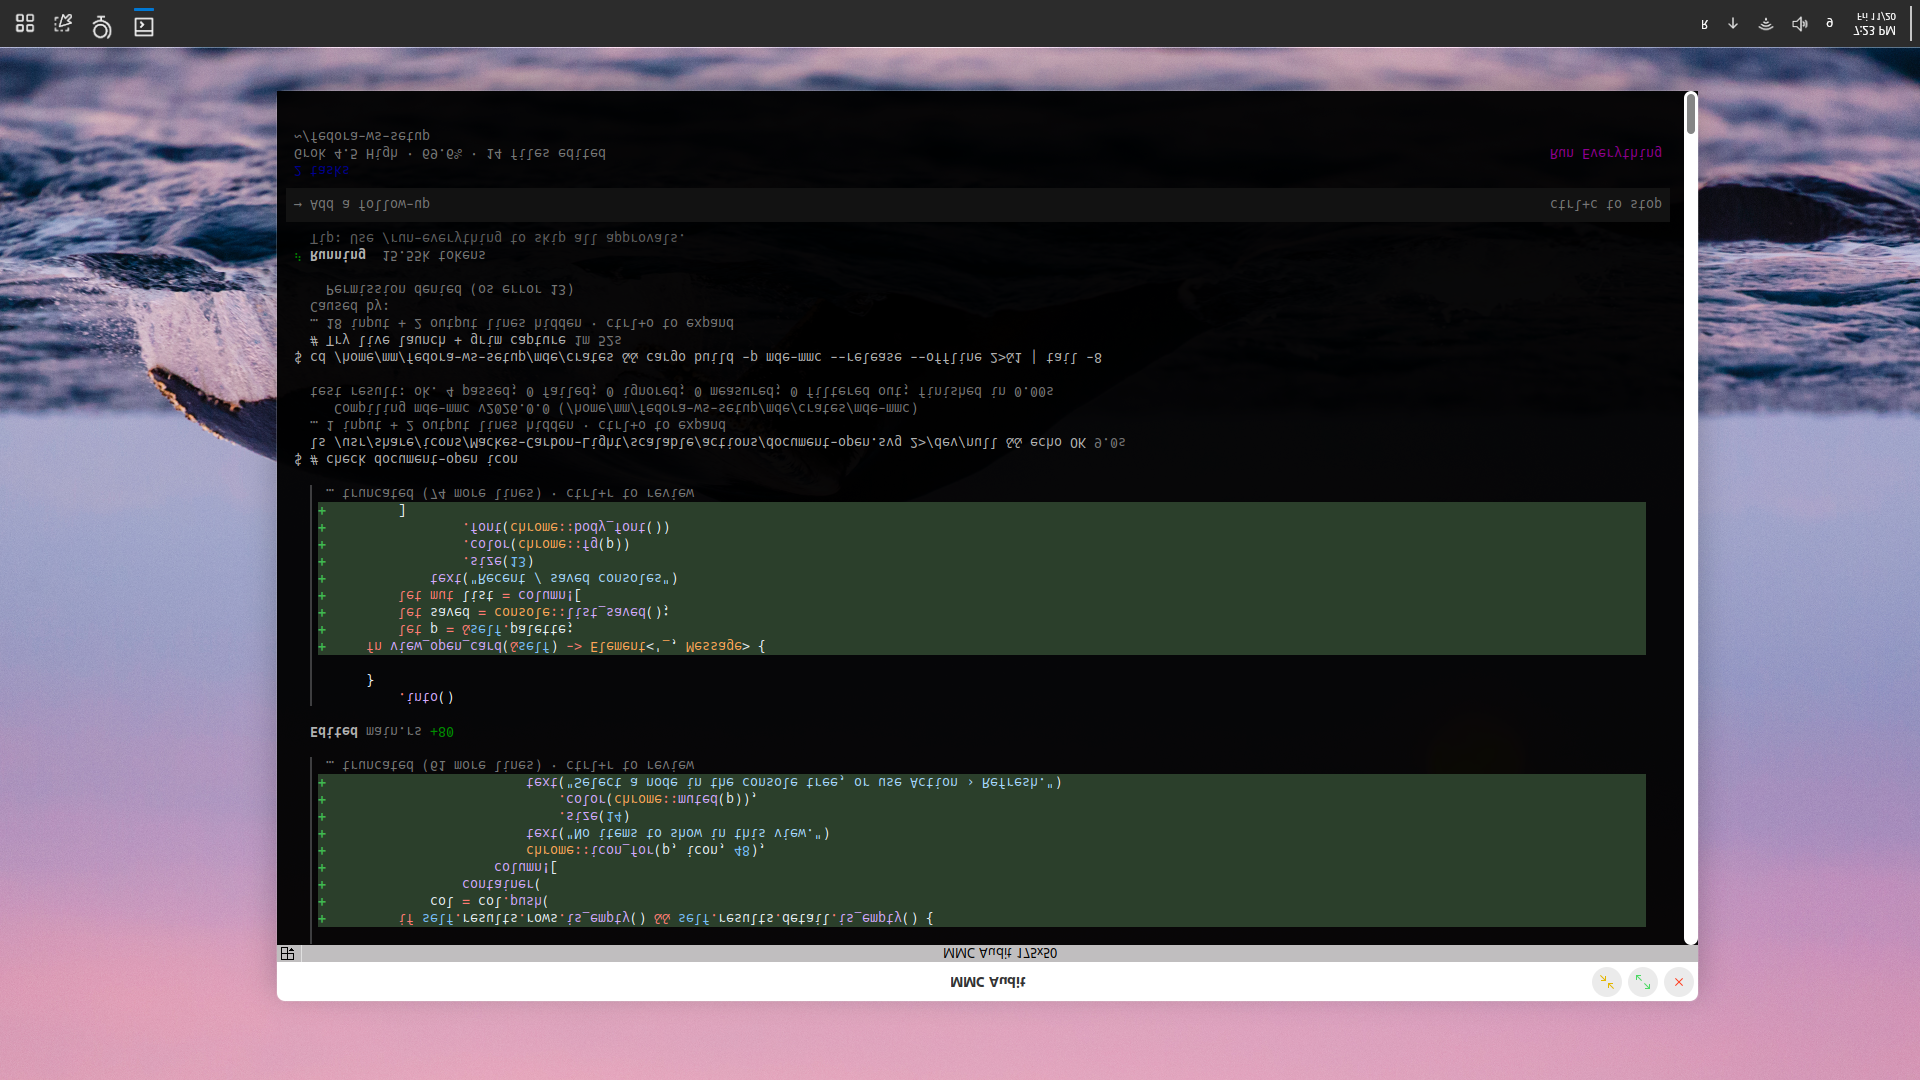 MMC Audit
MMC Audit 175x50
+         if self.results.rows.is_empty() && self.results.detail.is_empty() {
+             col = col.push(
+                 container(
+                     column![
+                         chrome::icon_for(p, icon, 48),
+                         text("No items to show in this view.")
+                             .size(14)
+                             .color(chrome::muted(p)),
+                         text("Select a node in the console tree, or use Action › Refresh.")
… truncated (61 more lines) · ctrl+r to review
Edited main.rs +80
.into()
}
+     fn view_open_card(&self) -> Element<'_, Message> {
+         let p = &self.palette;
+         let saved = console::list_saved();
+         let mut list = column![
+             text("Recent / saved consoles")
+                 .size(13)
+                 .color(chrome::fg(p))
+                 .font(chrome::body_font())
+         ]
… truncated (74 more lines) · ctrl+r to review
$ # check document-open icon
ls /usr/share/icons/Mackes-Carbon-Light/scalable/actions/document-open.svg 2>/dev/null && echo OK 9.0s
… 1 input + 2 output lines hidden · ctrl+o to expand
Compiling mde-mmc v2026.0.0 (/home/mm/fedora-ws-setup/mde/crates/mde-mmc)
test result: ok. 4 passed; 0 failed; 0 ignored; 0 measured; 0 filtered out; finished in 0.00s
$ cd /home/mm/fedora-ws-setup/mde/crates && cargo build -p mde-mmc --release --offline 2>&1 | tail -8
# Try live launch + grim capture 1m 52s
… 18 input + 2 output lines hidden · ctrl+o to expand
Caused by:
Permission denied (os error 13)
Running 15.55k tokens
Tip: Use /run-everything to skip all approvals.
→ Add a follow-up ctrl+c to stop
2 tasks
Grok 4.5 High · 69.6% · 14 files edited Run Everything
~/fedora-ws-setup
7:23 PM
Fri 11/20